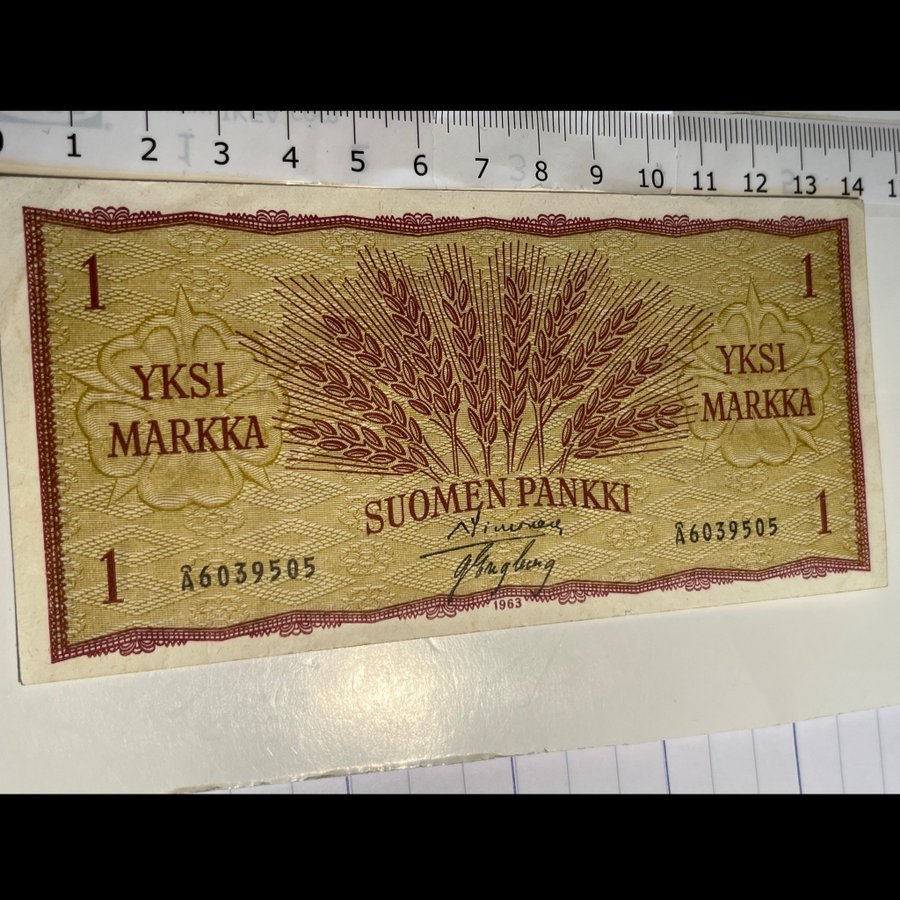 0 1 2 3 4 5 6 7 8 9 10 11 12 13 14
1 1
YKSI MARKKA
YKSI MARKKA
SUOMEN PANKKI
1 1
Â6039505 Â6039505
1963